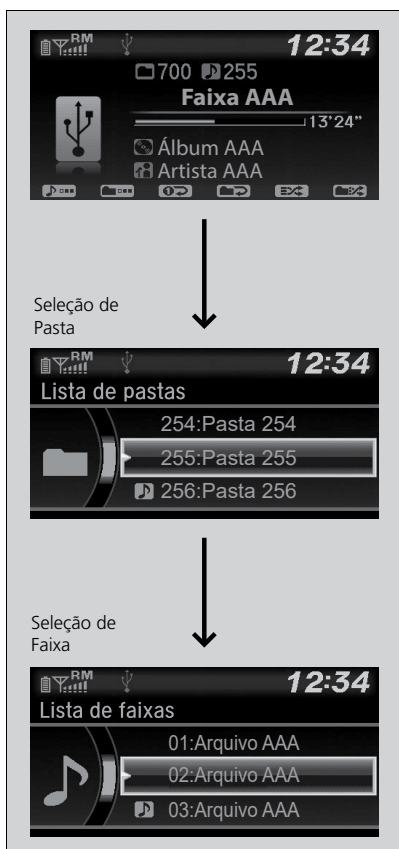 RM
12:34
700 255
Faixa AAA
13'24"
Álbum AAA
Artista AAA
Seleção de
Pasta
RM
12:34
Lista de pastas
254:Pasta 254
255:Pasta 255
256:Pasta 256
Seleção de
Faixa
RM
12:34
Lista de faixas
01:Arquivo AAA
02:Arquivo AAA
03:Arquivo AAA